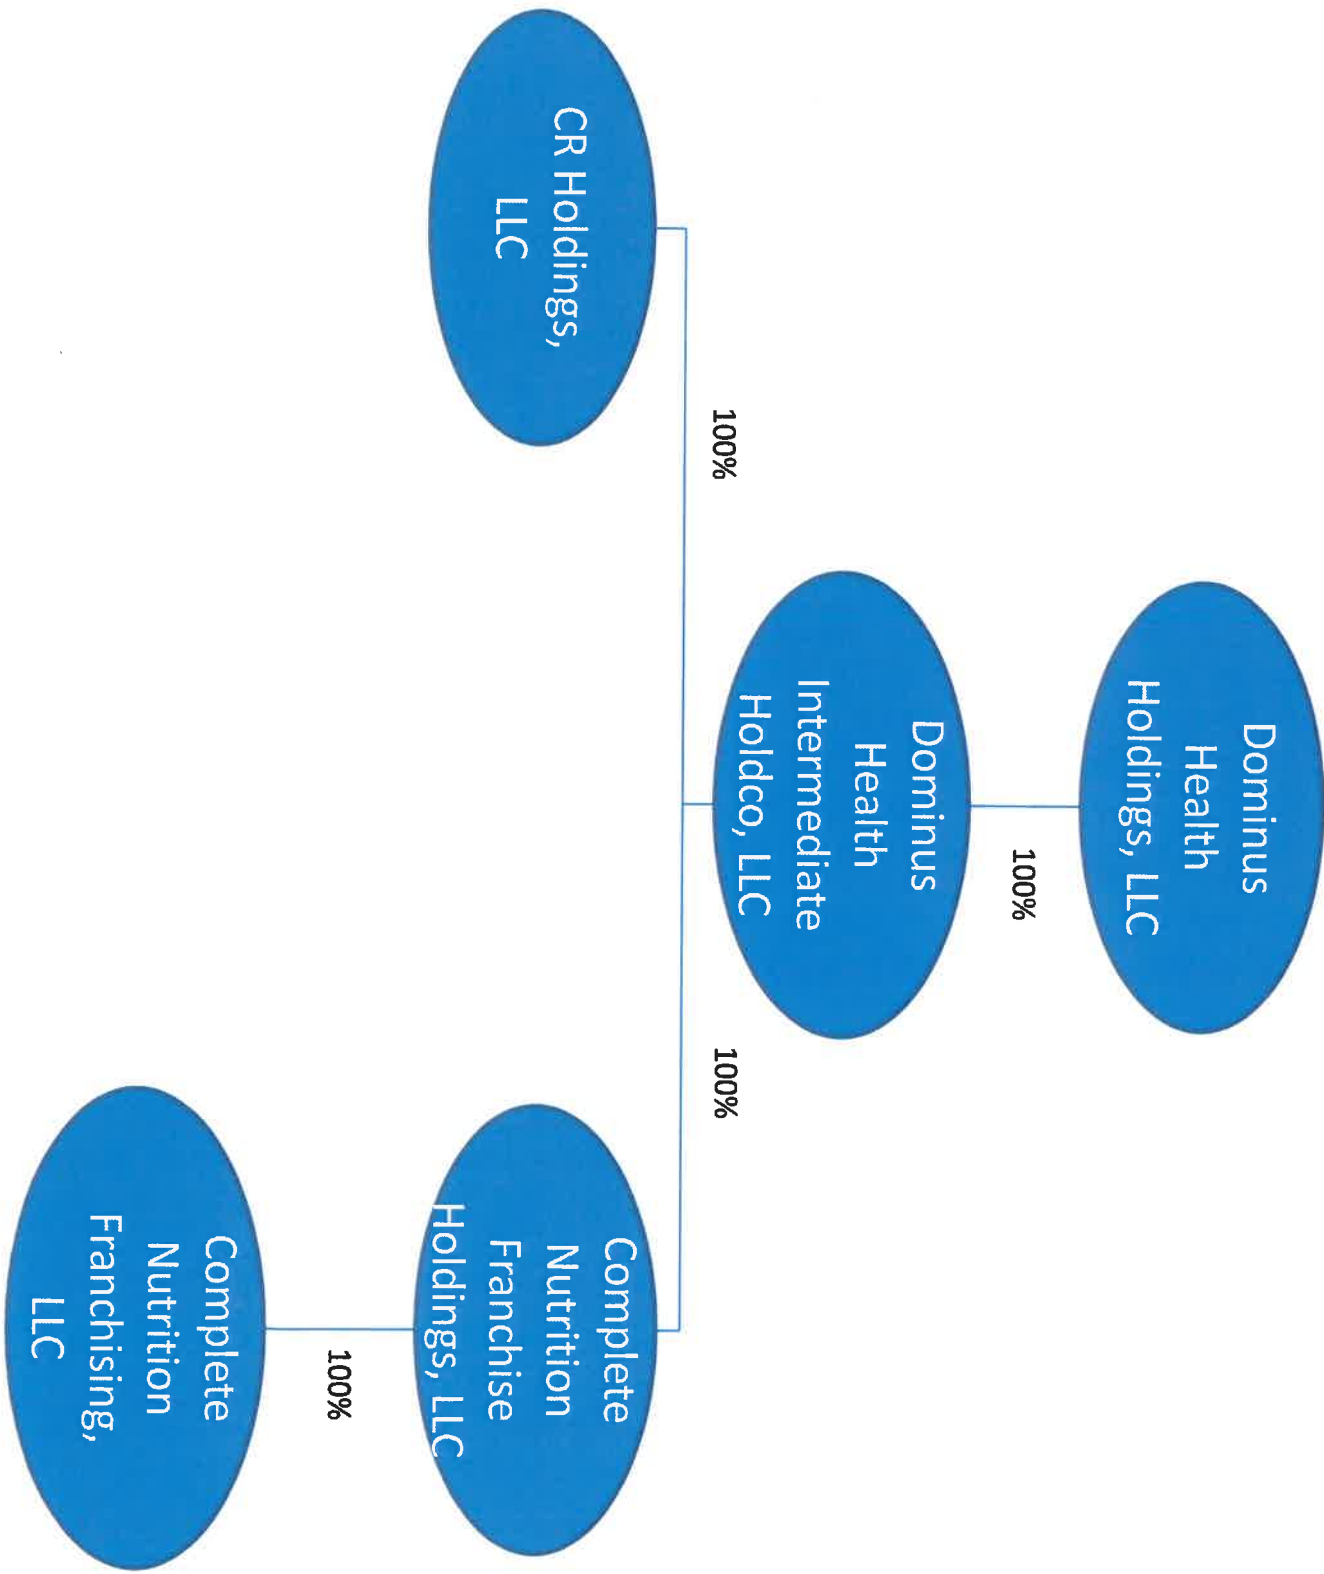 Dominus
Health
Holdings, LLC
100%
Dominus
Health
Intermediate
Holdco, LLC
100%
100%
CR Holdings,
LLC
Complete
Nutrition
Franchise
Holdings, LLC
100%
Complete
Nutrition
Franchising,
LLC